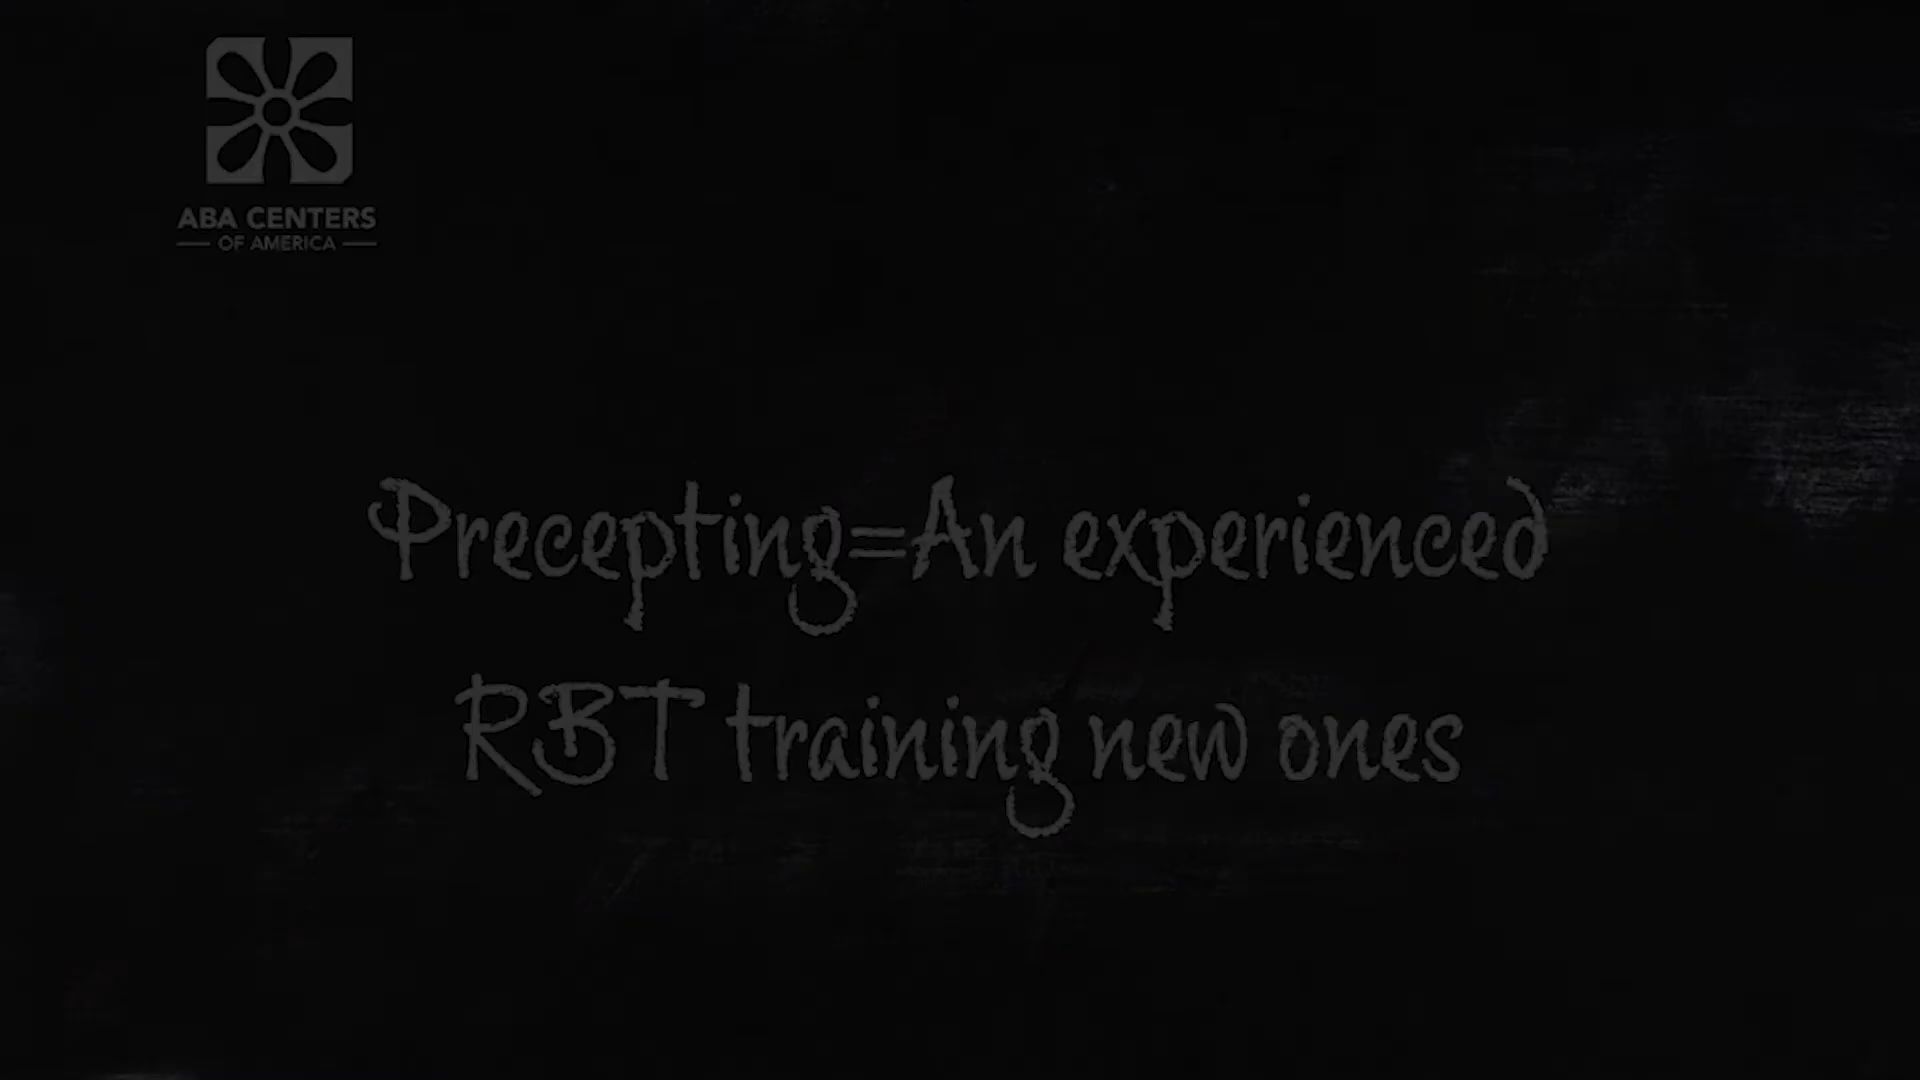 ABA CENTERS
OF AMERICA
Precepting=An experienced
RBT training new ones